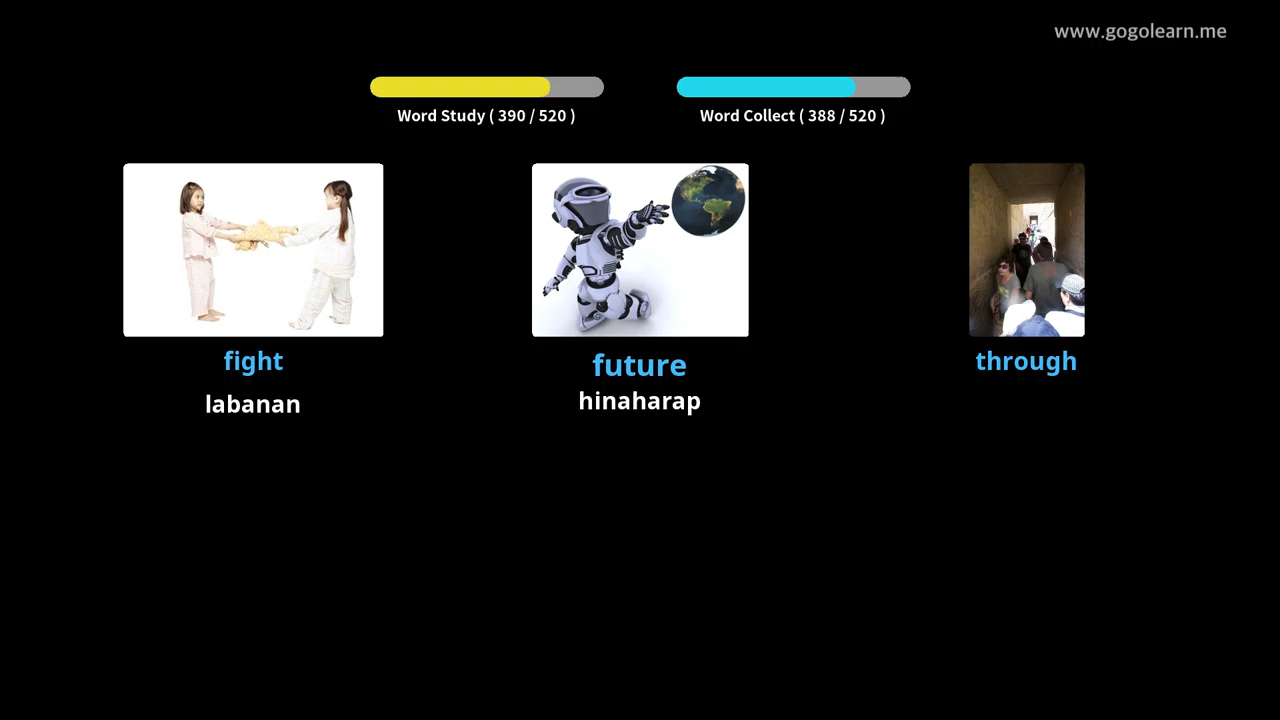 www.gogolearn.me
Word Study ( 390 / 520 )
Word Collect ( 388 / 520 )
fight
labanan
future
hinaharap
through